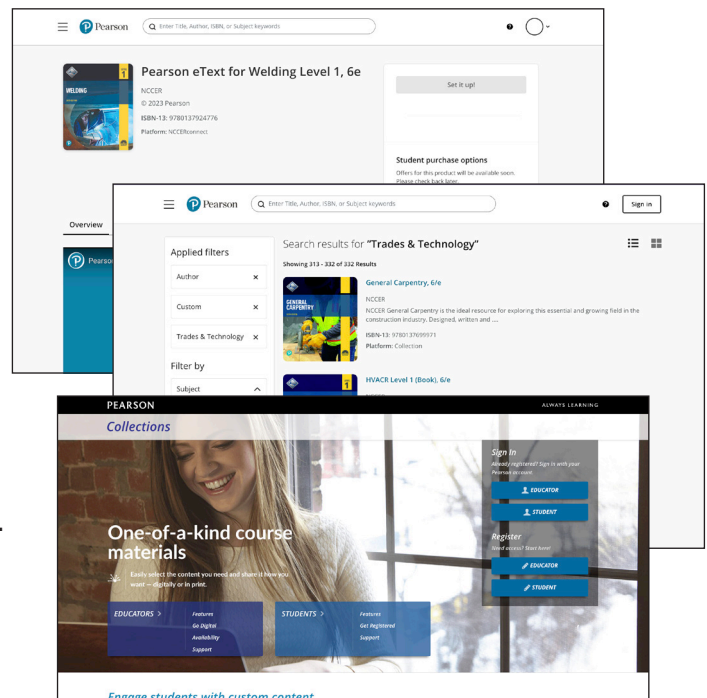 Pearson
Enter Title, Author, ISBN, or Subject keywords
WELDING
1
Pearson eText for Welding Level 1, 6e
NCCER
© 2023 Pearson
ISBN-13: 9780137924776
Platform: NCCERconnect
Set it up!
Student purchase options
Offers for this product will be available soon.
Please check back later.
Overview
Pearso
Pearson
Enter Title, Author, ISBN, or Subject keywords
Sign in
Applied filters
Author
Custom
Trades & Technology
Filter by
Subject
Search results for "Trades & Technology"
Showing 313 - 332 of 332 Results
GENERAL
CARPENTRY
General Carpentry, 6/e
NCCER
NCCER General Carpentry is the ideal resource for exploring this essential and growing field in the
construction industry. Designed, written and ....
ISBN-13: 9780137699971
Platform: Collection
1
HVACR Level 1 (Book), 6/e
PEARSON
ALWAYS LEARNING
Collections
One-of-a-kind course
materials
Easily select the content you need and share it how you
want — digitally or in print.
EDUCATORS >
Features
Go Digital
Availability
Support
STUDENTS >
Features
Get Registered
Support
Sign In
Already registered? Sign in with your
Pearson account.
EDUCATOR
STUDENT
Register
Need access? Start here!
EDUCATOR
STUDENT
Engage students with custom content